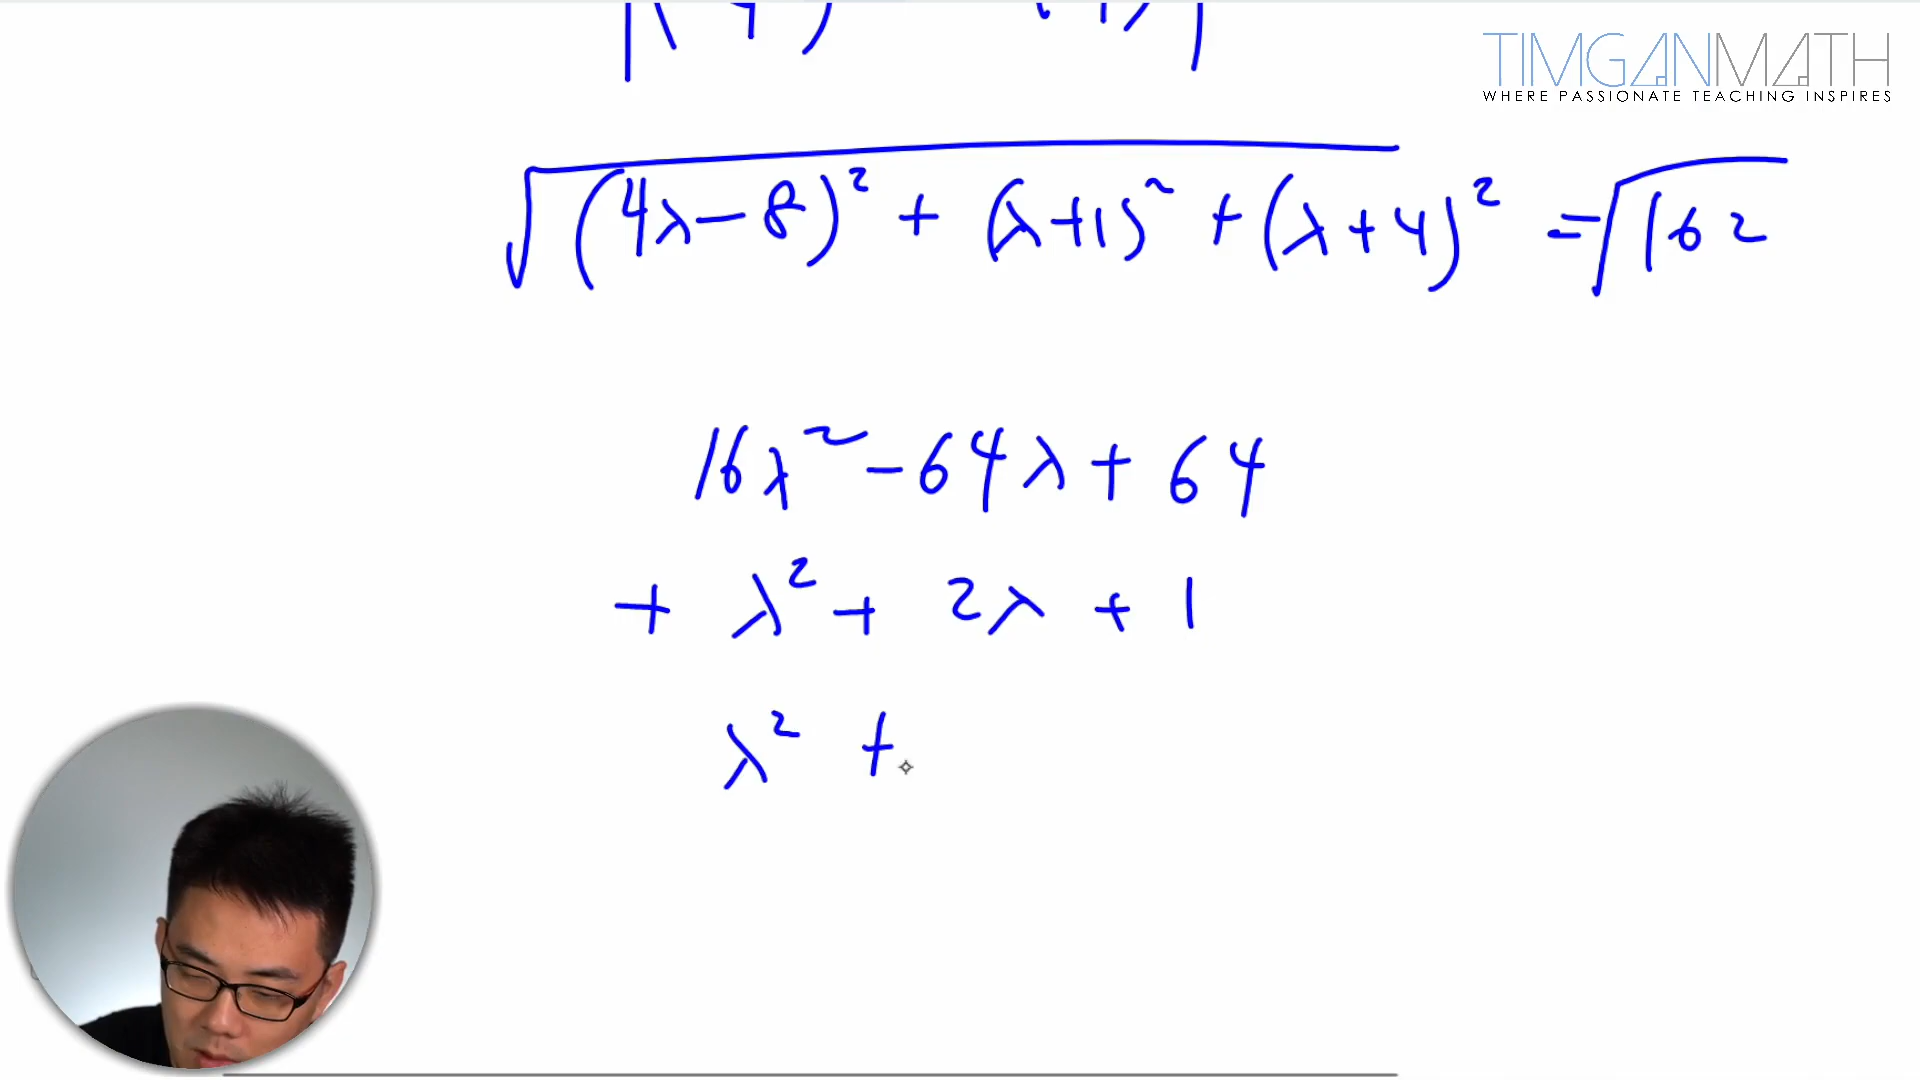 TIMGANMATH
WHERE PASSIONATE TEACHING INSPIRES
√((4λ-8)² + (λ+1)² + (λ+4)²) = √162
16λ² - 64λ + 64
+ λ² + 2λ + 1
λ² +